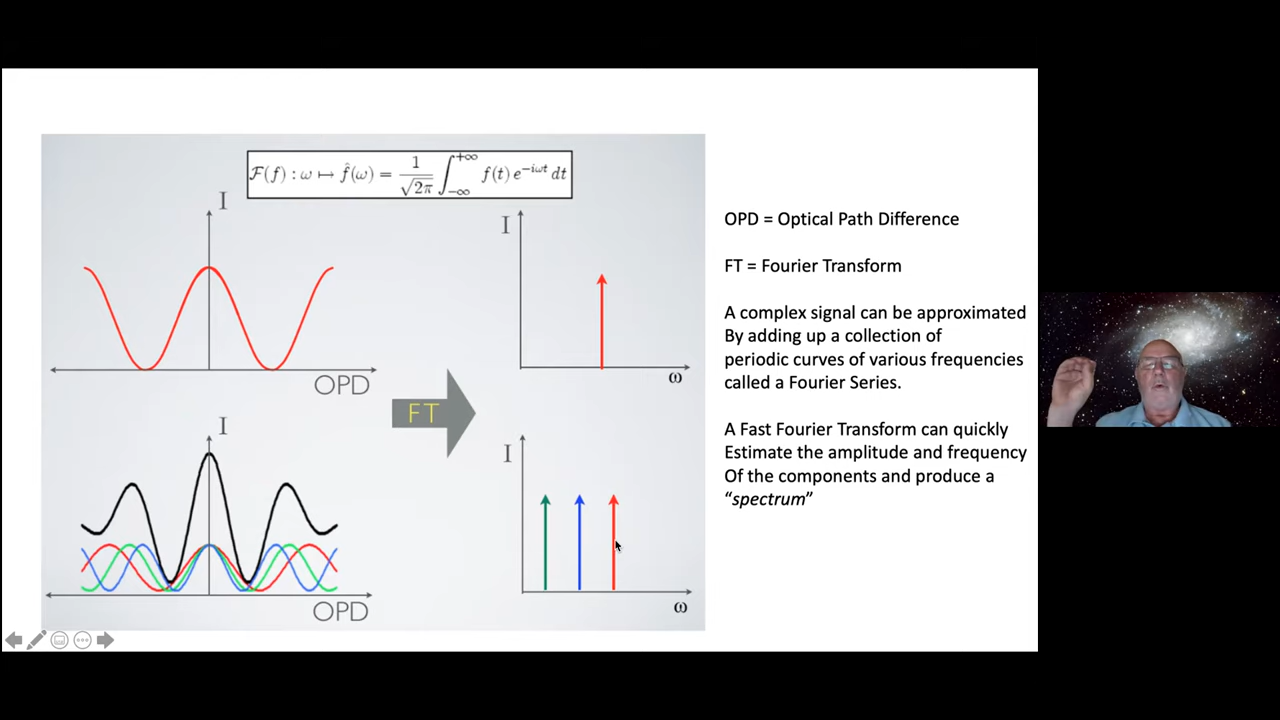 F(f) : ω ↦ f̂(ω) = 1/√2π ∫−∞+∞ f(t) e−iωt dt
I
I
OPD
ω
FT
I
I
OPD
ω
OPD = Optical Path Difference
FT = Fourier Transform
A complex signal can be approximated
By adding up a collection of
periodic curves of various frequencies
called a Fourier Series.
A Fast Fourier Transform can quickly
Estimate the amplitude and frequency
Of the components and produce a
“spectrum”